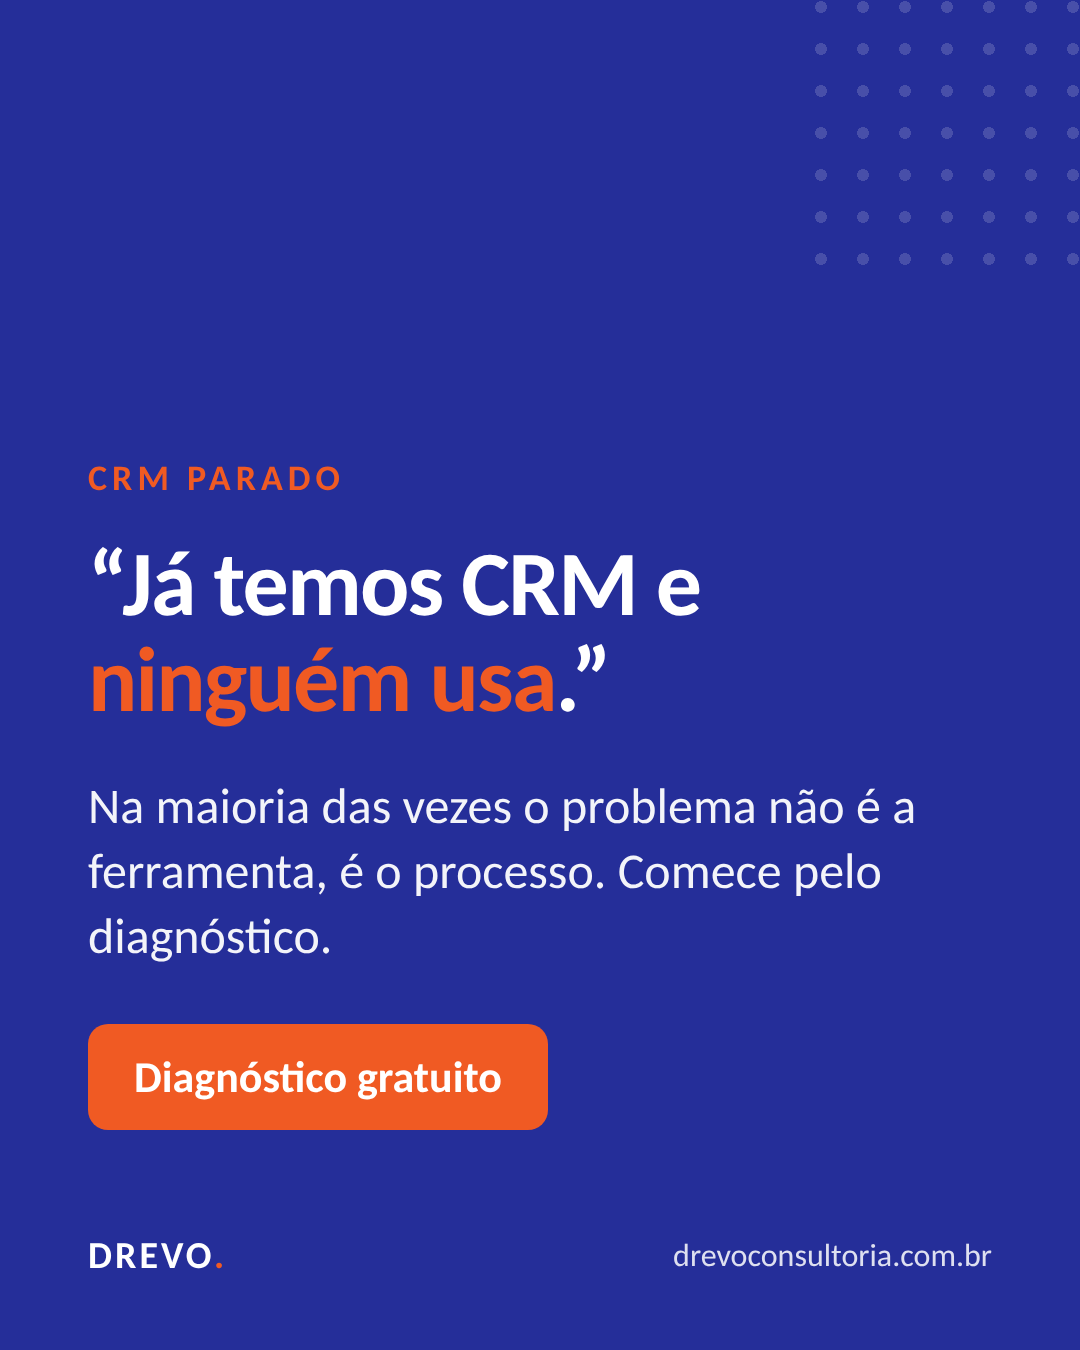 CRM PARADO
“Já temos CRM e
ninguém usa.”
Na maioria das vezes o problema não é a
ferramenta, é o processo. Comece pelo
diagnóstico.
Diagnóstico gratuito
DREVO.
drevoconsultoria.com.br